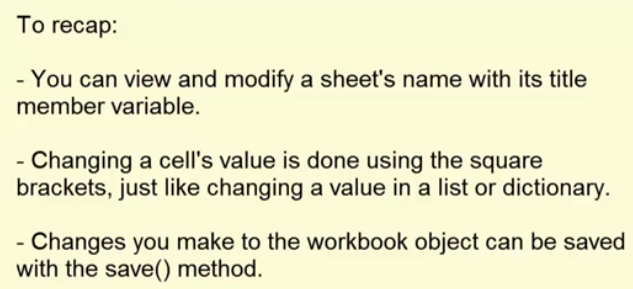 To recap:
- You can view and modify a sheet's name with its title
member variable.
- Changing a cell's value is done using the square
brackets, just like changing a value in a list or dictionary.
- Changes you make to the workbook object can be saved
with the save() method.